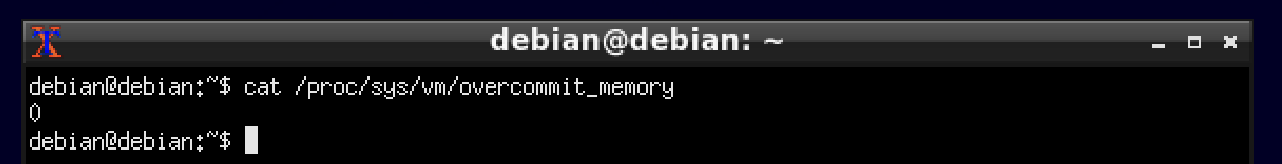 debian@debian: ~
debian@debian:~$ cat /proc/sys/vm/overcommit_memory
0
debian@debian:~$